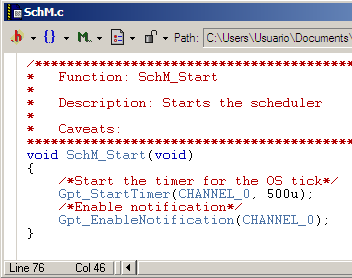 SchM.c
.h {} M.. Path: C:\Users\Usuario\Documents\
/*******************************************
* Function: SchM_Start
*
* Description: Starts the scheduler
*
* Caveats:
********************************************
void SchM_Start(void)
{
/*Start the timer for the OS tick*/
Gpt_StartTimer(CHANNEL_0, 500u);
/*Enable notification*/
Gpt_EnableNotification(CHANNEL_0);
}
Line 76 Col 46